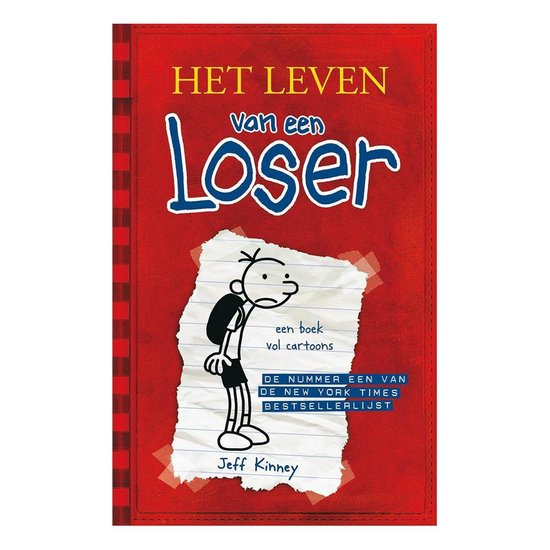 HET LEVEN
van een
Loser
een boek
vol cartoons
DE NUMMER EEN VAN
DE NEW YORK TIMES
BESTSELLERLIJST
Jeff Kinney